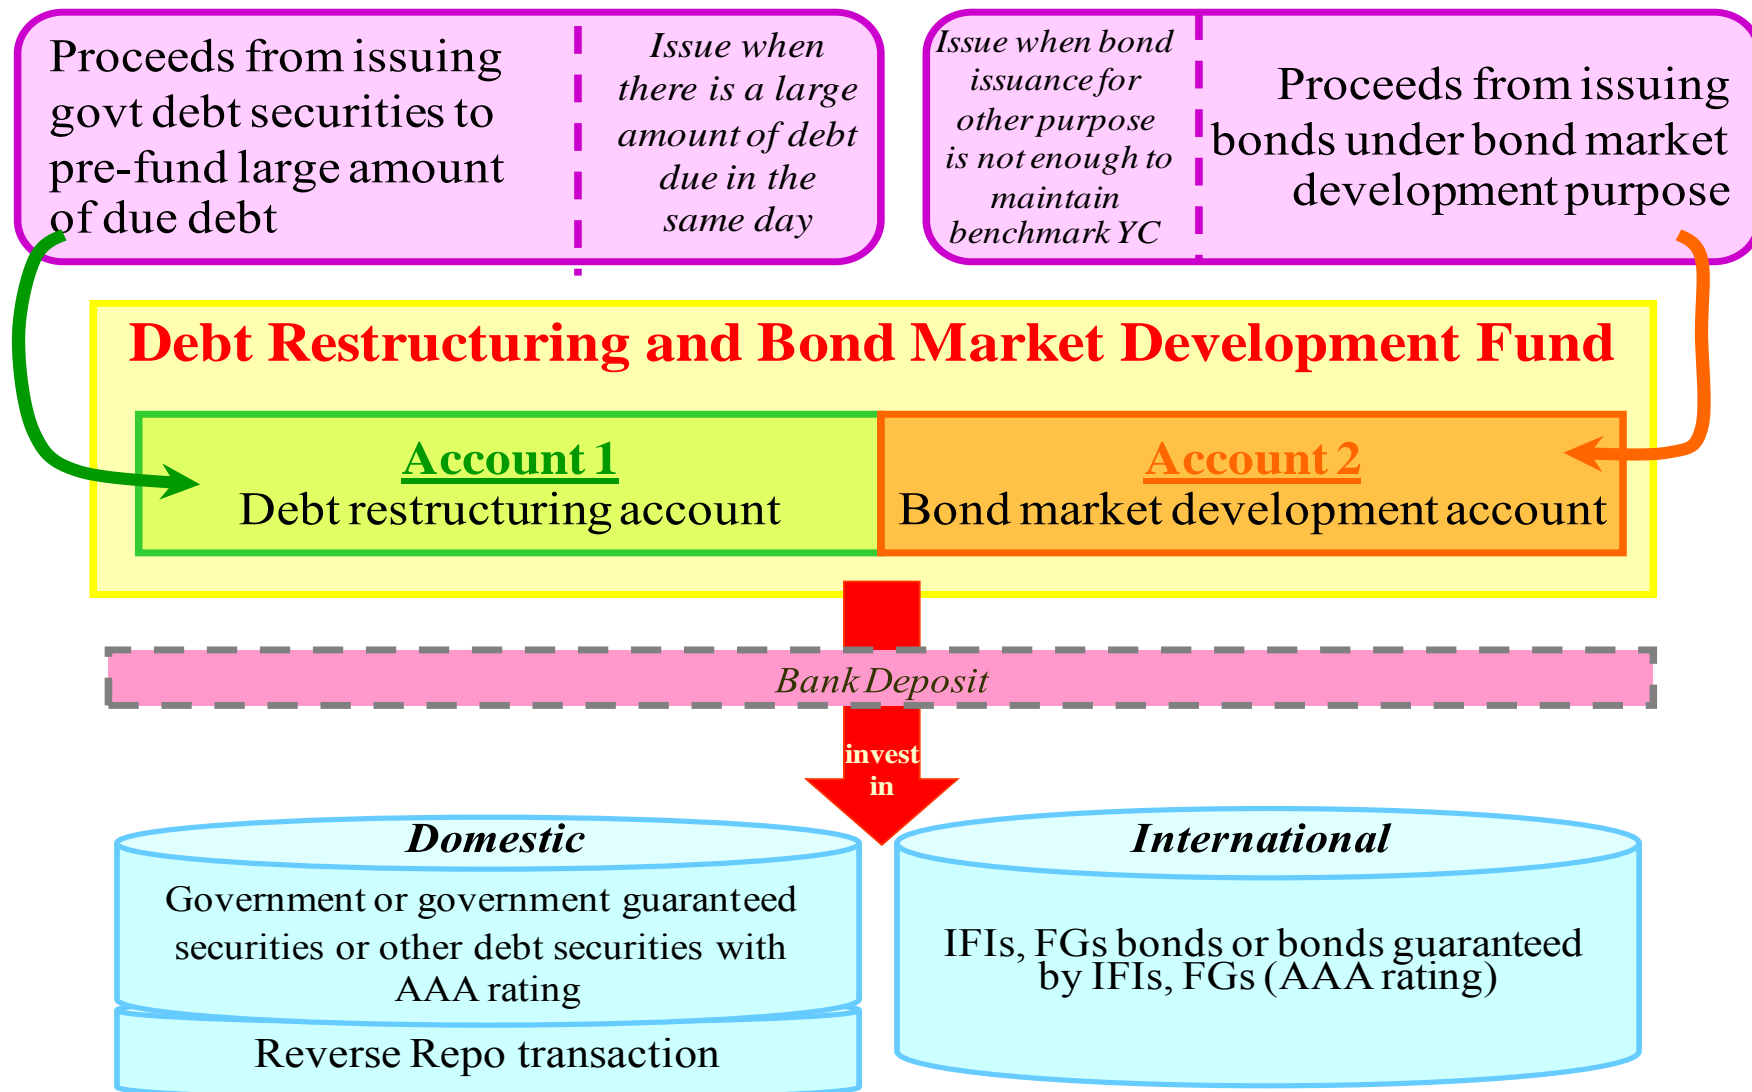 Proceeds from issuing
govt debt securities to
pre-fund large amount
of due debt
Issue when
there is a large
amount of debt
due in the
same day
Issue when bond
issuance for
other purpose
is not enough to
maintain
benchmark YC
Proceeds from issuing
bonds under bond market
development purpose
Debt Restructuring and Bond Market Development Fund
Account 1
Debt restructuring account
Account 2
Bond market development account
Bank Deposit
invest
in
Domestic
Government or government guaranteed
securities or other debt securities with
AAA rating
Reverse Repo transaction
International
IFIs, FGs bonds or bonds guaranteed
by IFIs, FGs (AAA rating)